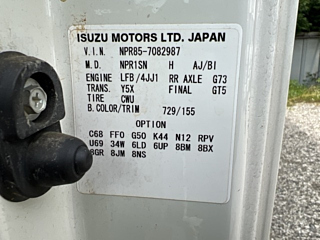 ISUZU MOTORS LTD. JAPAN
V.I.N. NPR85-7082987
M.D. NPR1SN H AJ/BI
ENGINE LFB/4JJ1 RR AXLE G73
TRANS. Y5X FINAL GT5
TIRE CWU
B.COLOR/TRIM 729/155
OPTION
C68 FF0 G50 K44 N12 RPV
U69 34W 6LD 6UP 8BM 8BX
8GR 8JM 8NS